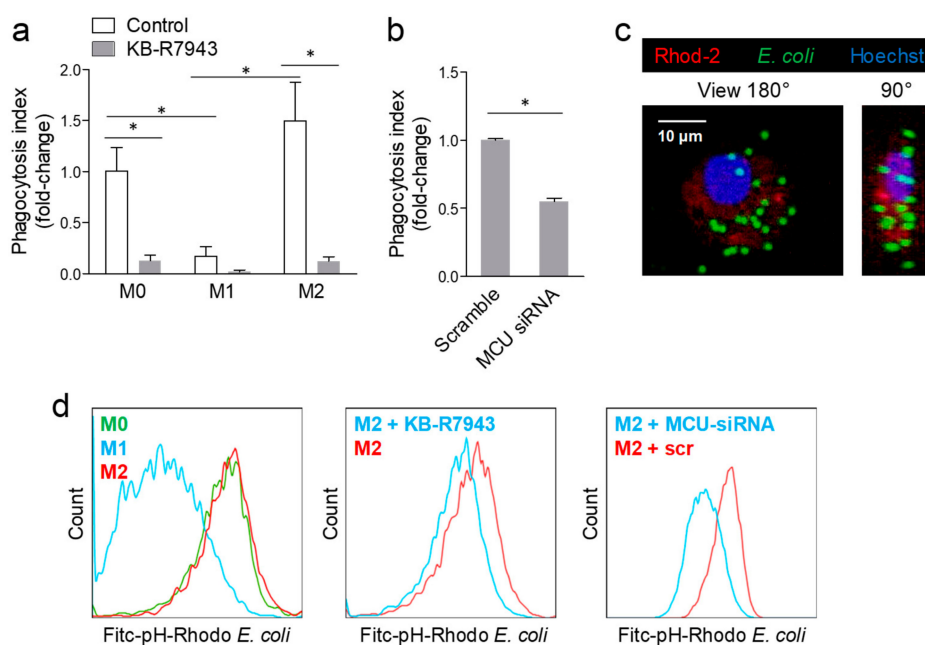 a
Control
KB-R7943
Phagocytosis index
(fold-change)
2.0
1.5
1.0
0.5
0.0
*
*
*
*
M0
M1
M2
b
Phagocytosis index
(fold-change)
1.5
1.0
0.5
0.0
*
Scramble
MCU siRNA
c
Rhod-2 E. coli Hoechst
View 180° 90°
10 µm
d
M0
M1
M2
Count
Fitc-pH-Rhodo E. coli
M2 + KB-R7943
M2
Count
Fitc-pH-Rhodo E. coli
M2 + MCU-siRNA
M2 + scr
Count
Fitc-pH-Rhodo E. coli